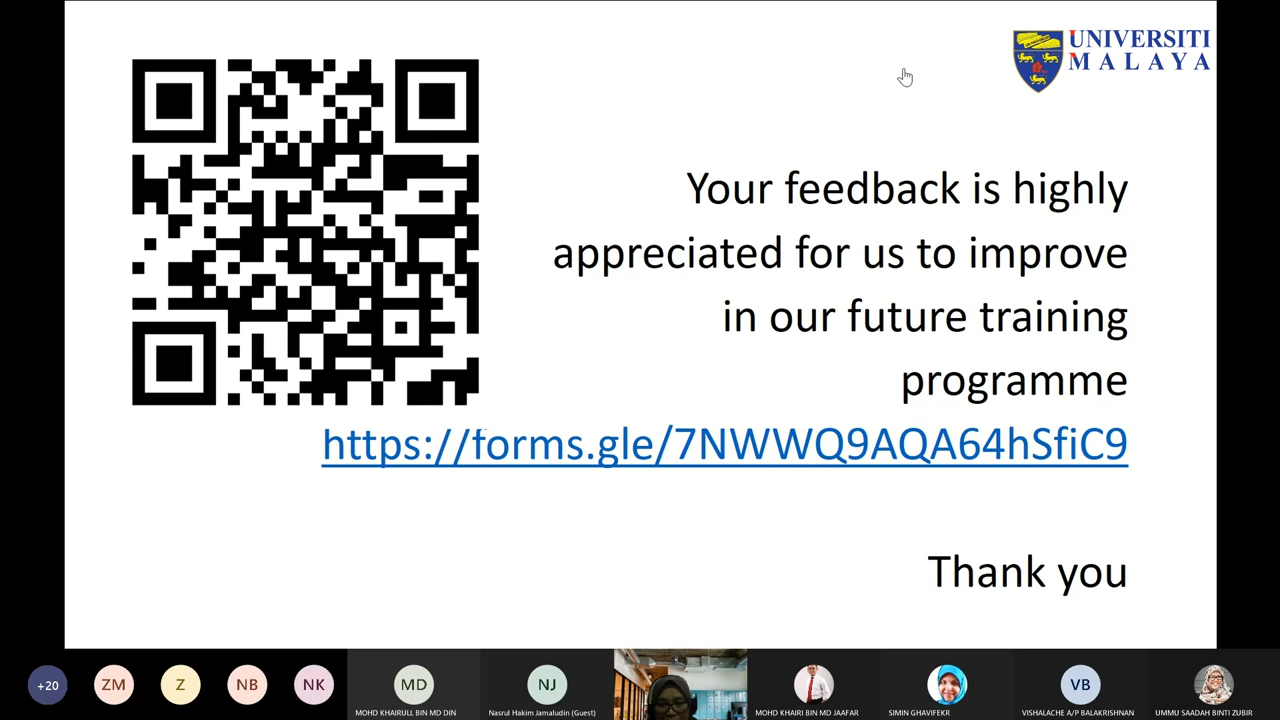 UNIVERSITI
MALAYA
Your feedback is highly
appreciated for us to improve
in our future training
programme
https://forms.gle/7NWWQ9AQA64hSfiC9
Thank you
+20
ZM
Z
NB
NK
MD
NJ
VB
MOHD KHAIRULL BIN MD DIN
Nasrul Hakim Jamaludin (Guest)
MOHD KHAIRI BIN MD JAAFAR
SIMIN GHAVIFEKR
VISHALACHE A/P BALAKRISHNAN
UMMU SAADAH BINTI ZUBIR